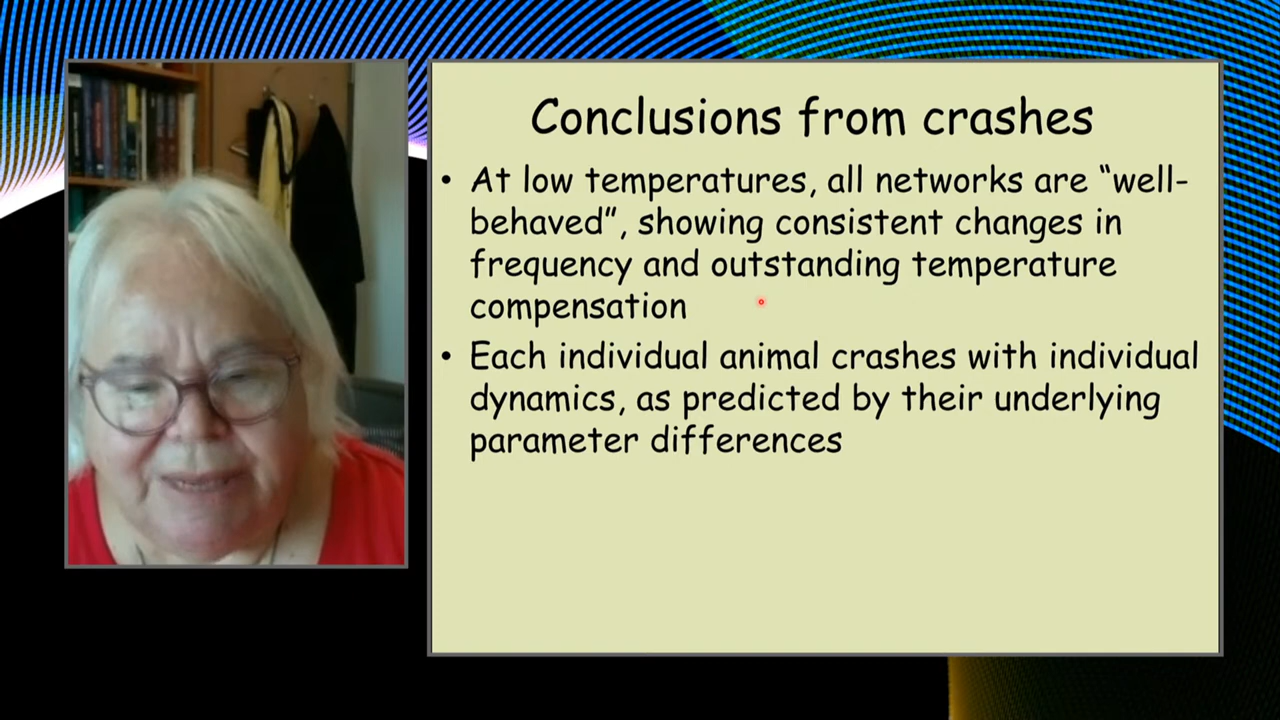 Conclusions from crashes
• At low temperatures, all networks are “well-
behaved”, showing consistent changes in
frequency and outstanding temperature
compensation
• Each individual animal crashes with individual
dynamics, as predicted by their underlying
parameter differences